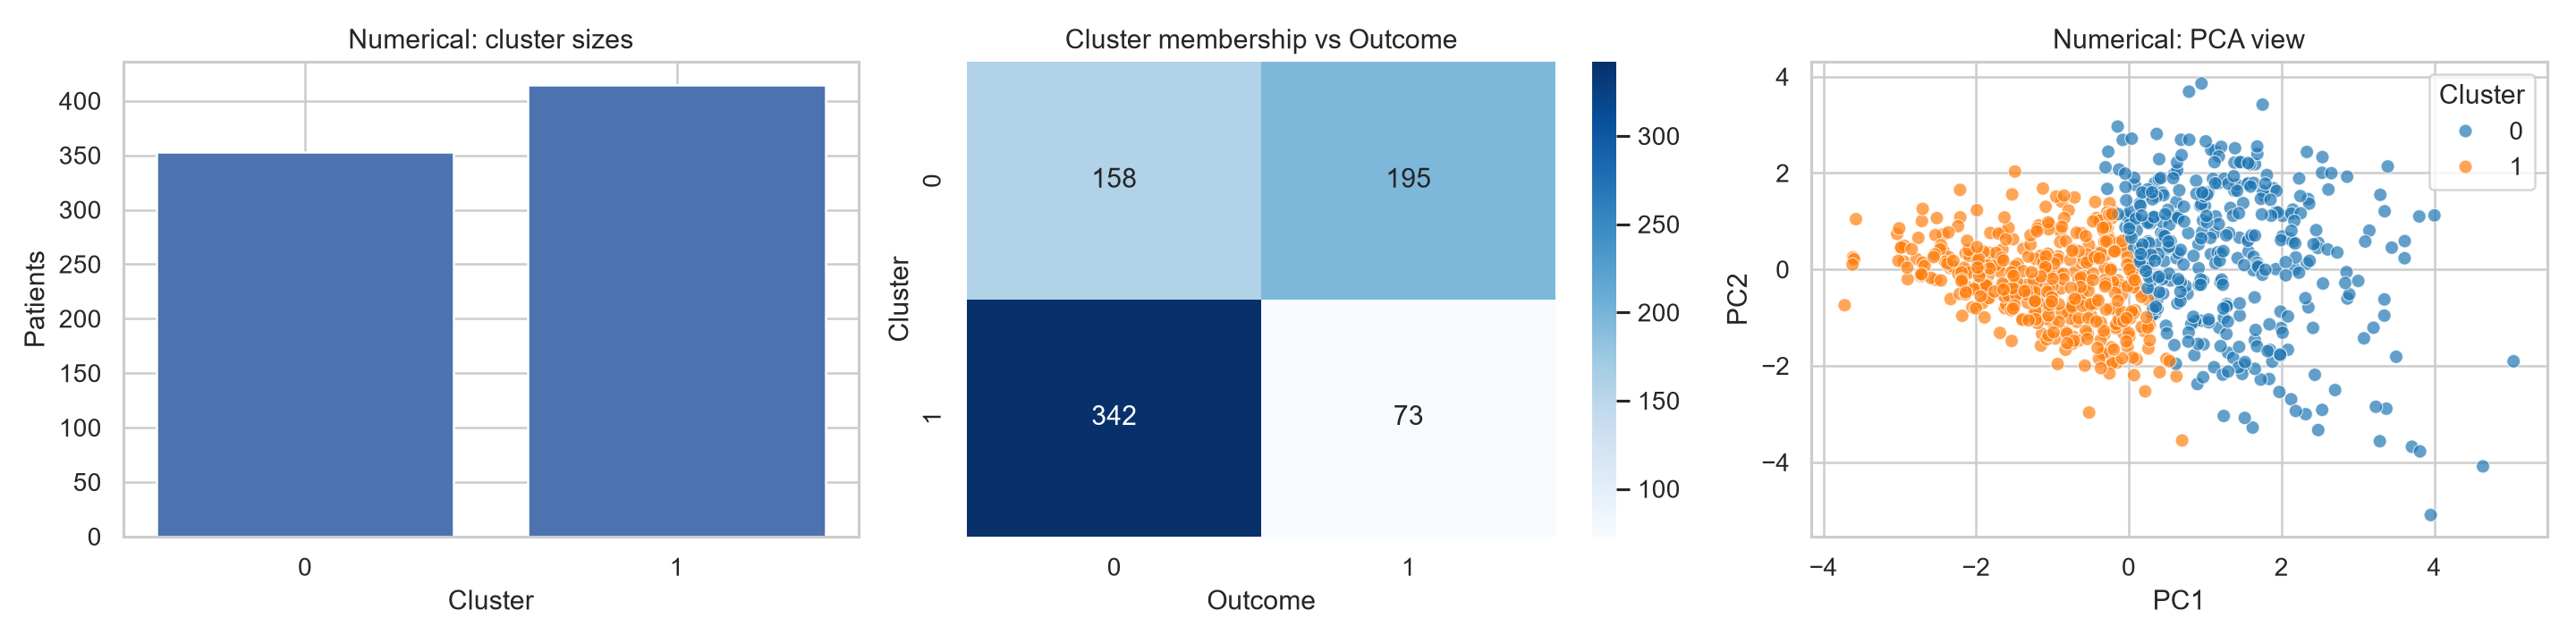 Numerical: cluster sizes
400
350
300
250
200
150
100
50
0
Patients
0 1
Cluster
Cluster membership vs Outcome
158 195
342 73
0
1
Cluster
0 1
Outcome
300
250
200
150
100
Numerical: PCA view
4
2
0
−2
−4
PC2
−4 −2 0 2 4
PC1
Cluster
0
1